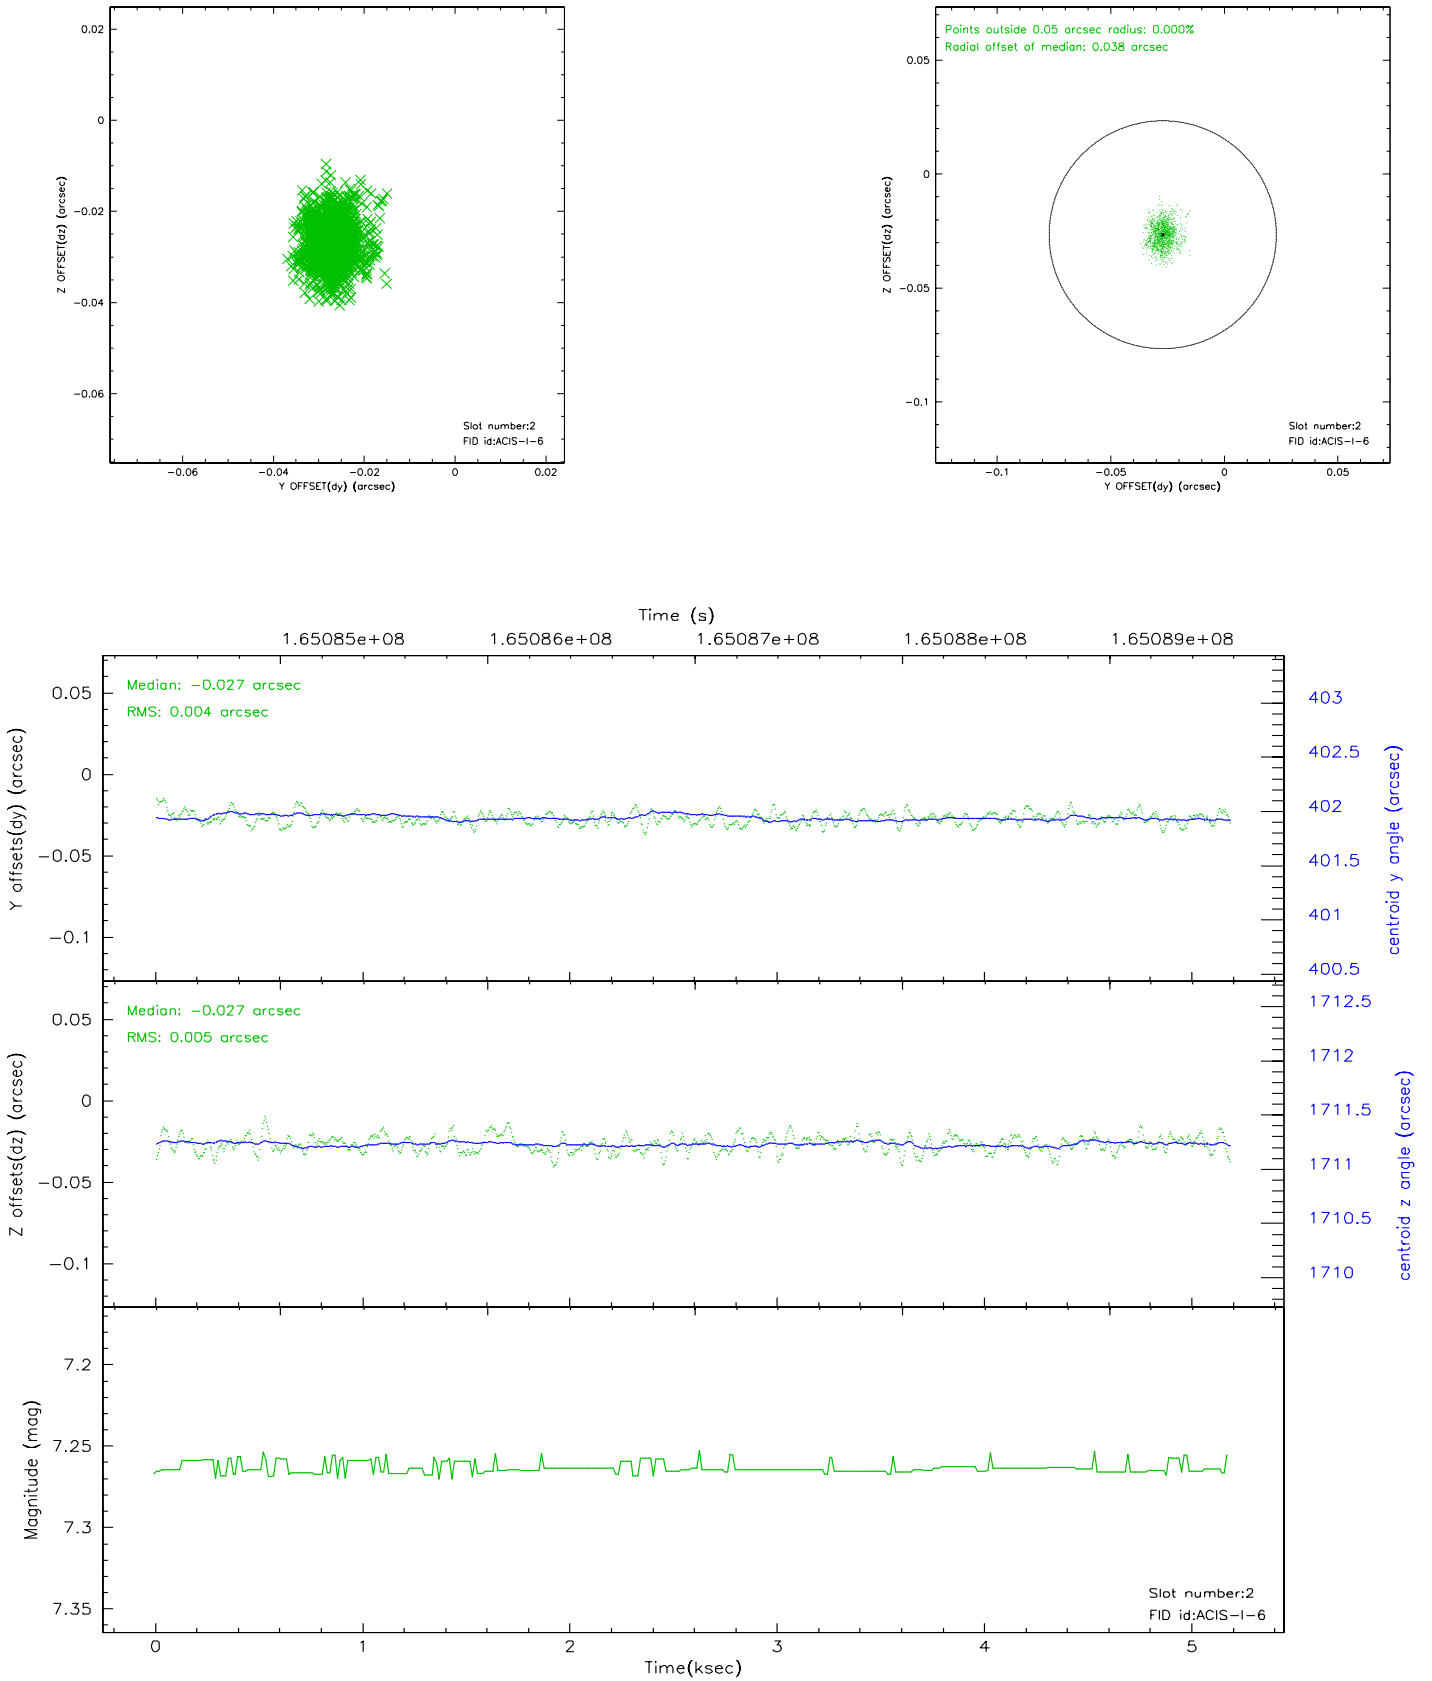 0.02
0
−0.02
−0.04
−0.06
Z OFFSET(dz) (arcsec)
Slot number:2
FID id:ACIS−I−6
−0.06 −0.04 −0.02 0 0.02
Y OFFSET(dy) (arcsec)
Points outside 0.05 arcsec radius: 0.000%
Radial offset of median: 0.038 arcsec
0.05
0
−0.05
−0.1
Z OFFSET(dz) (arcsec)
Slot number:2
FID id:ACIS−I−6
−0.1 −0.05 0 0.05
Y OFFSET(dy) (arcsec)
Time (s)
1.65085e+08 1.65086e+08 1.65087e+08 1.65088e+08 1.65089e+08
Median: −0.027 arcsec
RMS: 0.004 arcsec
0.05
0
−0.05
−0.1
Y offsets(dy) (arcsec)
403
402.5
402
401.5
401
400.5
centroid y angle (arcsec)
Median: −0.027 arcsec
RMS: 0.005 arcsec
0.05
0
−0.05
−0.1
Z offsets(dz) (arcsec)
1712.5
1712
1711.5
1711
1710.5
1710
centroid z angle (arcsec)
7.2
7.25
7.3
7.35
Magnitude (mag)
Slot number:2
FID id:ACIS−I−6
0 1 2 3 4 5
Time(ksec)